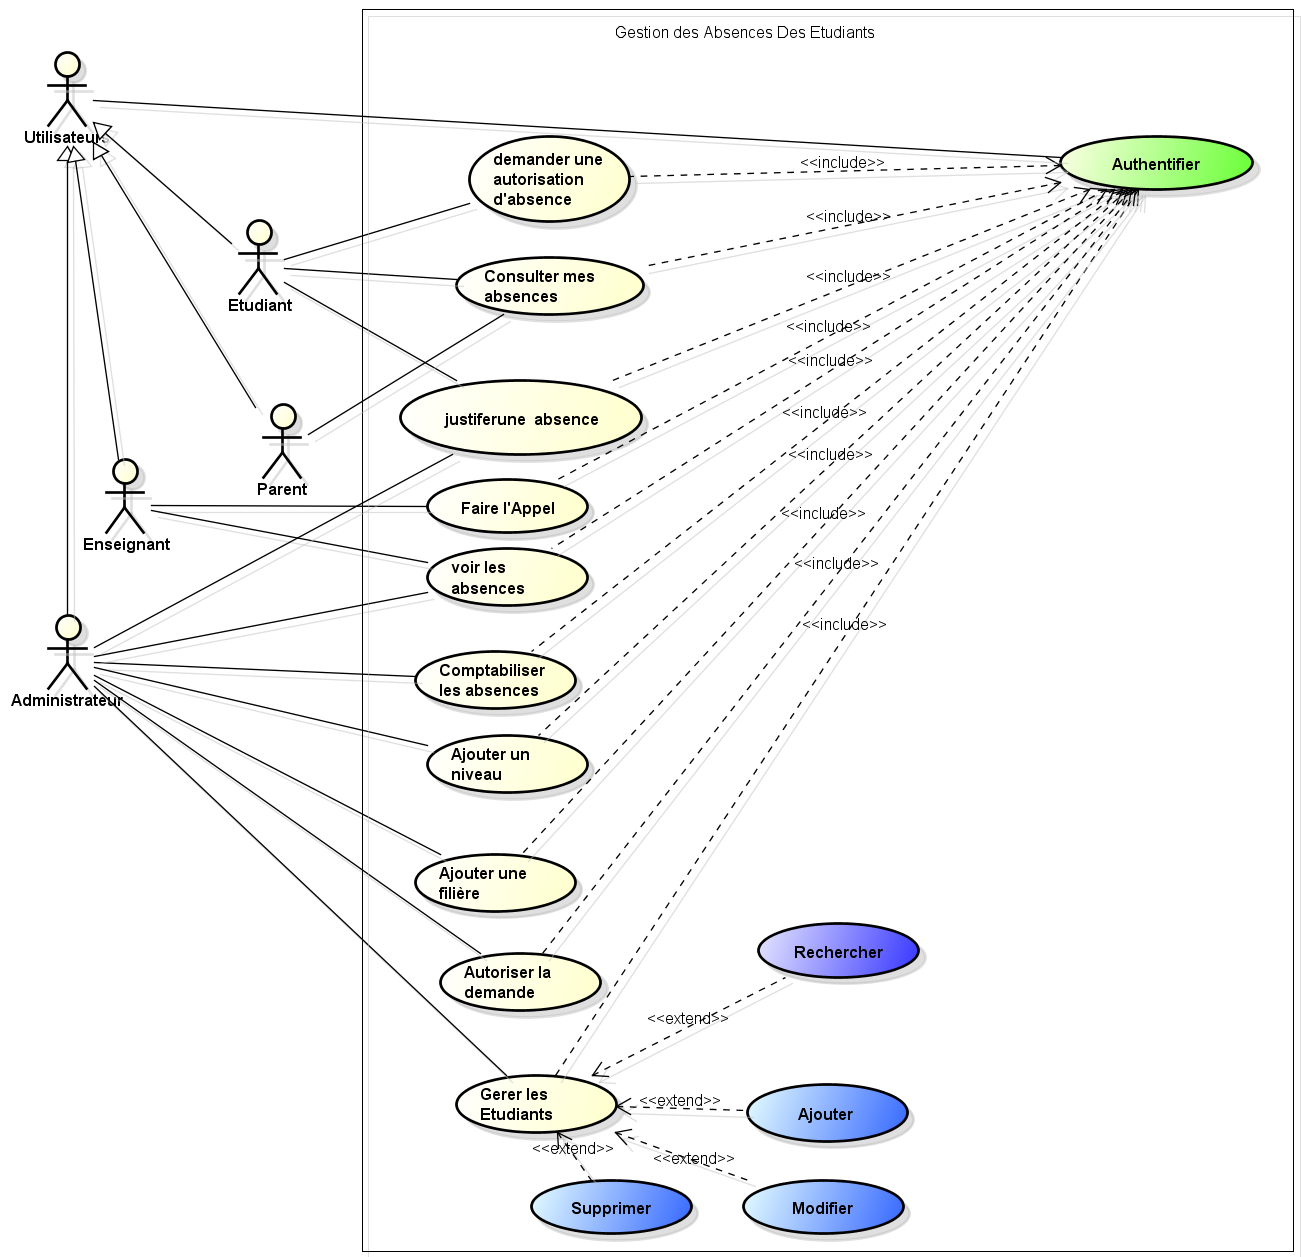 Gestion des Absences Des Etudiants
Utilisateurs
demander une
autorisation
d'absence
<<include>>
Authentifier
<<include>>
Etudiant
Consulter mes
absences
<<include>>
<<include>>
<<include>>
justiferune absence
<<include>>
<<include>>
Parent
Faire l'Appel
<<include>>
Enseignant
voir les
absences
<<include>>
<<include>>
Administrateur
Comptabiliser
les absences
Ajouter un
niveau
Ajouter une
filière
Rechercher
Autoriser la
demande
<<extend>>
Gerer les
Etudiants
<<extend>>
Ajouter
<<extend>>
<<extend>>
Supprimer
Modifier